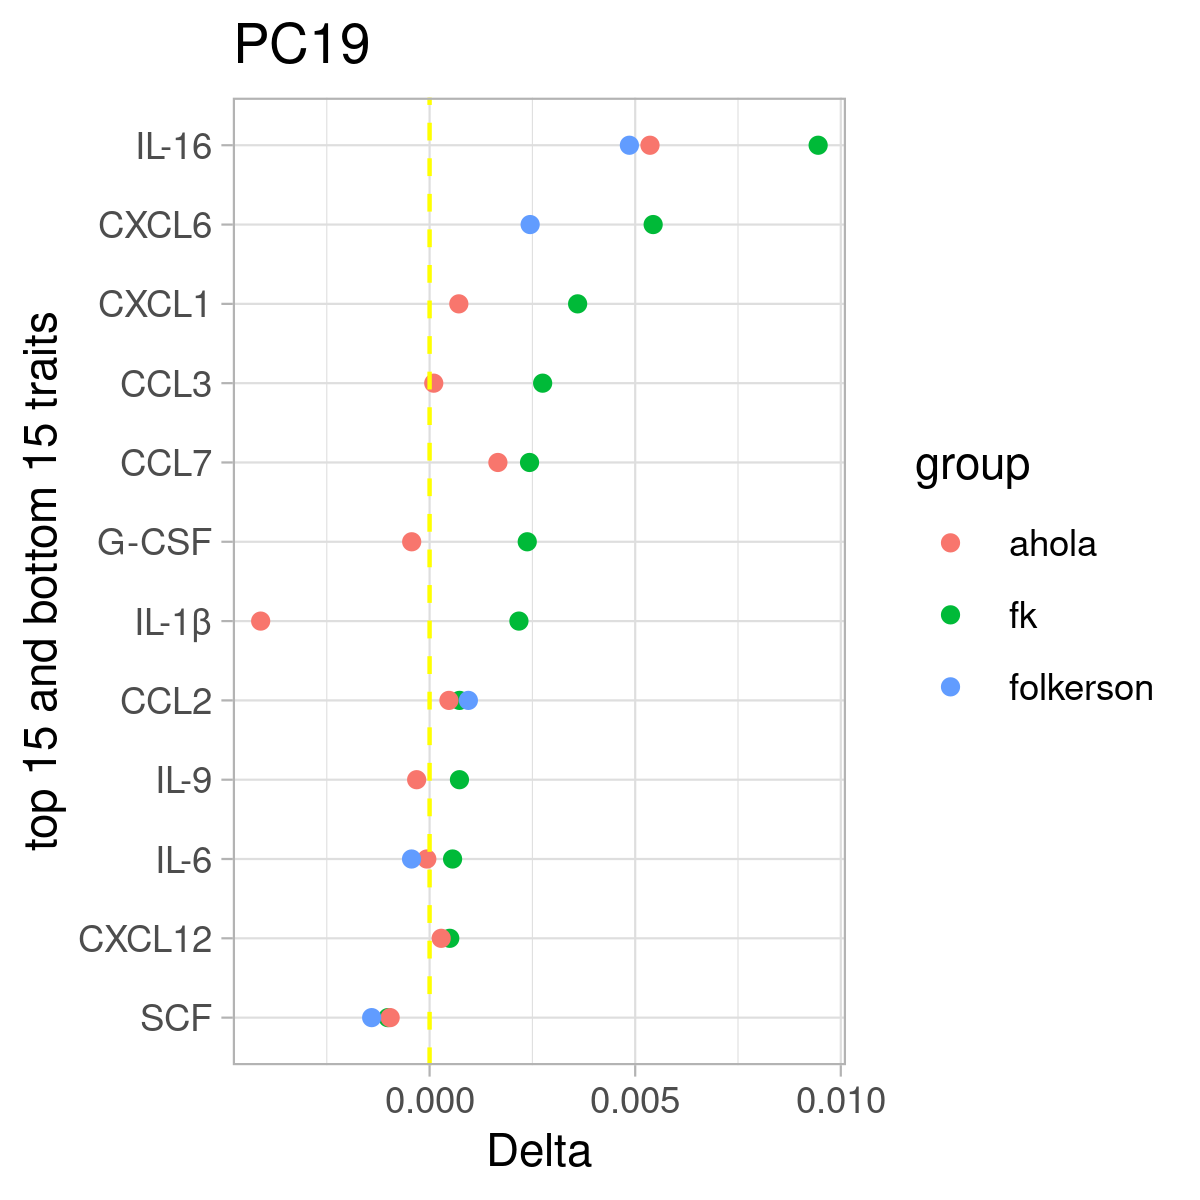 PC19
top 15 and bottom 15 traits
IL-16
CXCL6
CXCL1
CCL3
CCL7
G-CSF
IL-1β
CCL2
IL-9
IL-6
CXCL12
SCF
0.000 0.005 0.010
Delta
group
ahola
fk
folkerson